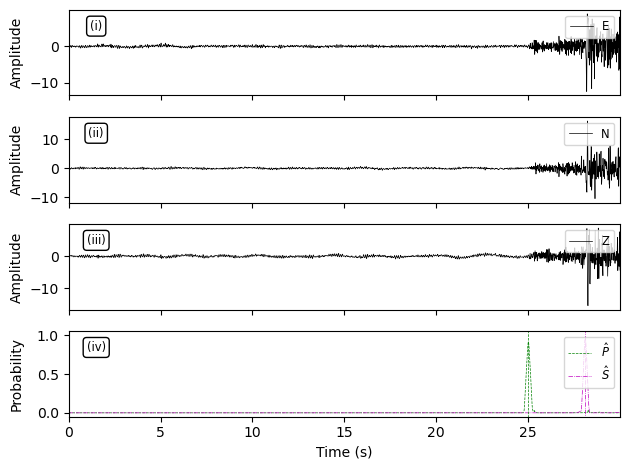 Amplitude
0
−10
(i)
E
Amplitude
10
0
−10
(ii)
N
Amplitude
0
−10
(iii)
Z
Probability
1.0
0.5
0.0
(iv)
P̂
Ŝ
0
5
10
15
20
25
Time (s)